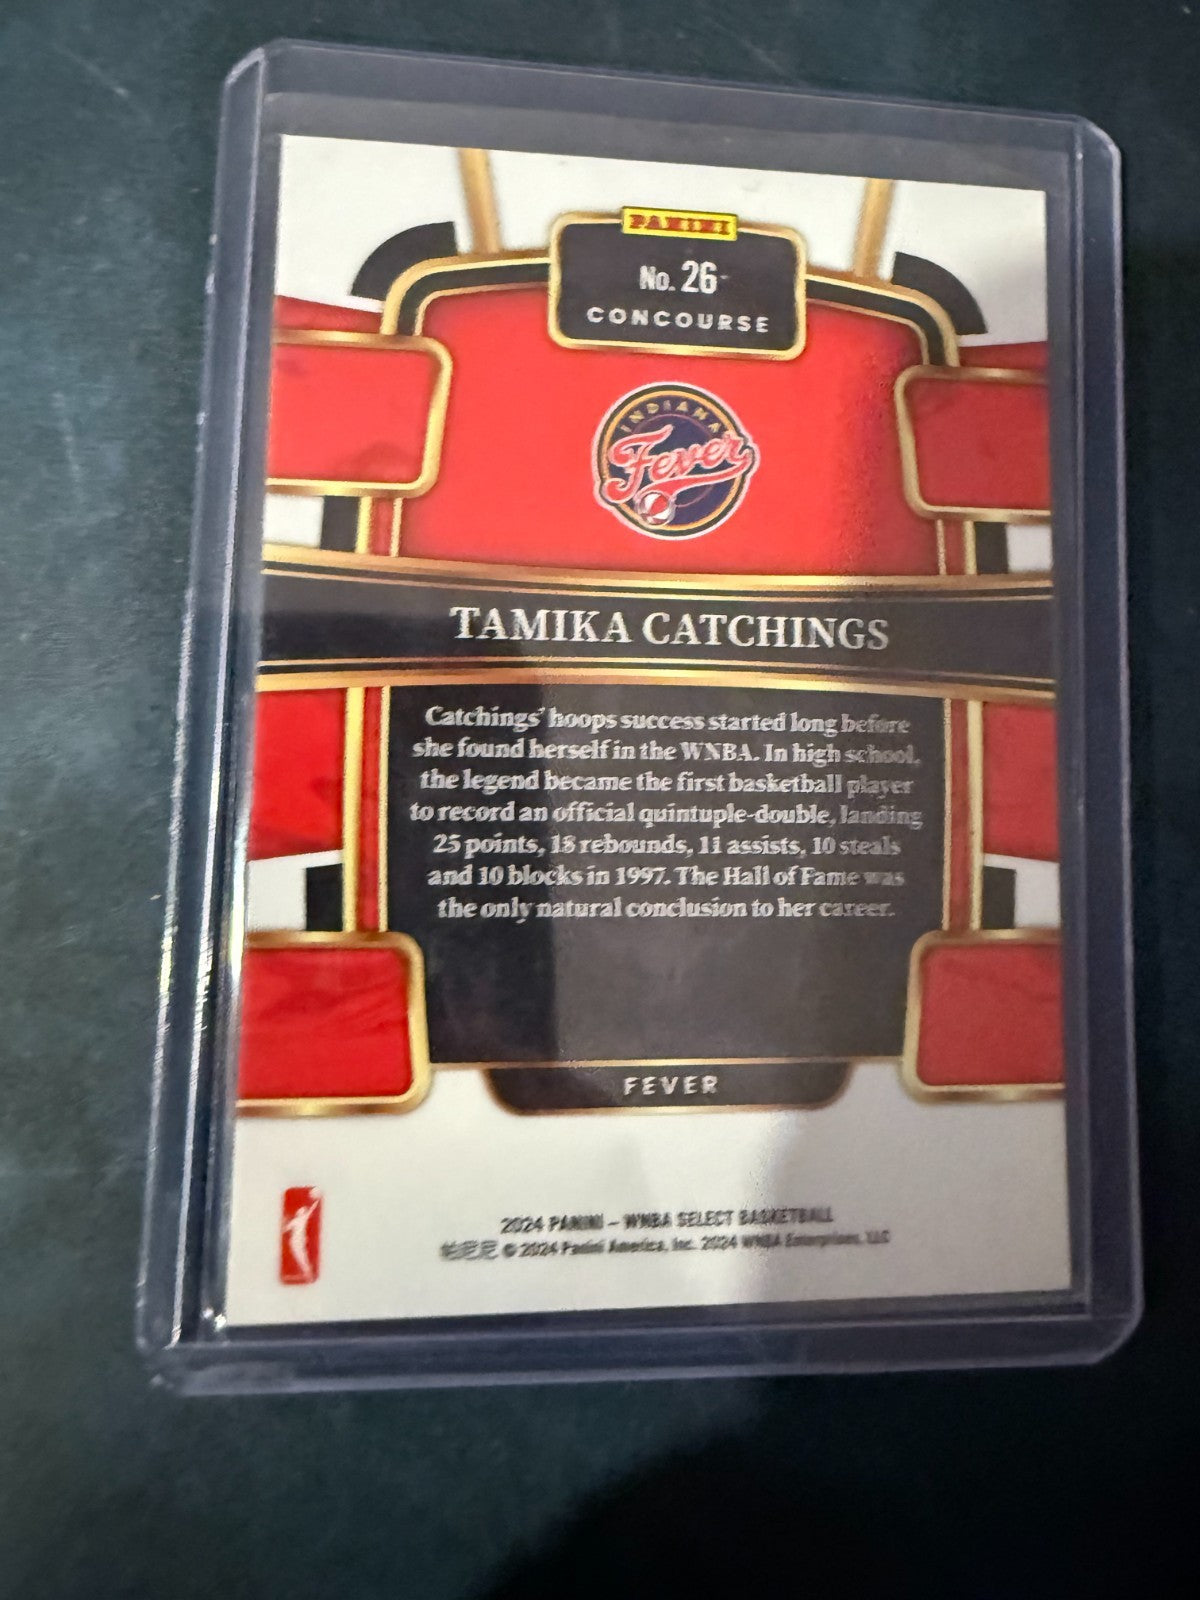 PANINI
No. 26
CONCOURSE
INDIANA
Fever
TAMIKA CATCHINGS
Catchings' hoops success started long before
she found herself in the WNBA. In high school,
the legend became the first basketball player
to record an official quintuple-double, landing
25 points, 18 rebounds, 11 assists, 10 steals
and 10 blocks in 1997. The Hall of Fame was
the only natural conclusion to her career.
FEVER
2024 PANINI – WNBA SELECT BASKETBALL
© 2024 Panini America, Inc. 2024 WNBA Enterprises, LLC